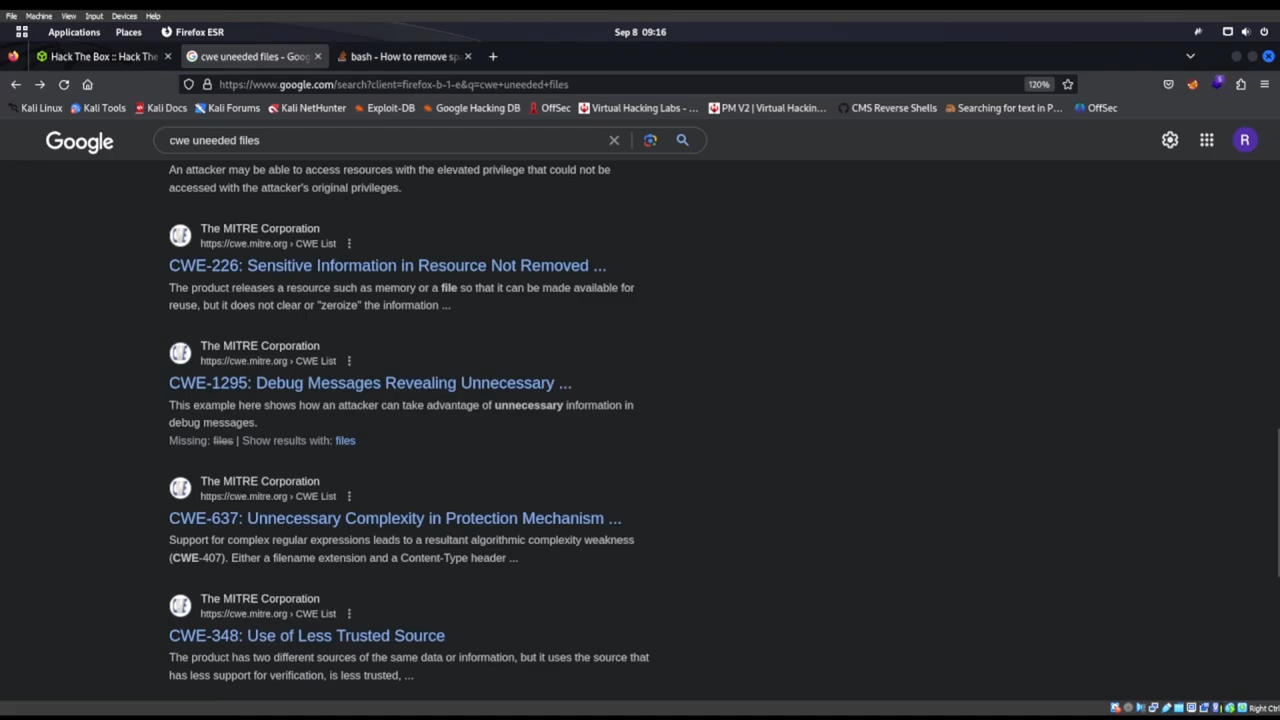 File Machine View Input Devices Help
Applications Places Firefox ESR Sep 8 09:16
Hack The Box :: Hack The cwe uneeded files - Goog bash - How to remove sp
https://www.google.com/search?client=firefox-b-1-e&q=cwe+uneeded+files 120%
Kali Linux Kali Tools Kali Docs Kali Forums Kali NetHunter Exploit-DB Google Hacking DB OffSec Virtual Hacking Labs - ... PM V2 | Virtual Hackin... CMS Reverse Shells Searching for text in P... OffSec
Google cwe uneeded files R
An attacker may be able to access resources with the elevated privilege that could not be
accessed with the attacker's original privileges.
The MITRE Corporation
https://cwe.mitre.org › CWE List
CWE-226: Sensitive Information in Resource Not Removed ...
The product releases a resource such as memory or a file so that it can be made available for
reuse, but it does not clear or "zeroize" the information ...
The MITRE Corporation
https://cwe.mitre.org › CWE List
CWE-1295: Debug Messages Revealing Unnecessary ...
This example here shows how an attacker can take advantage of unnecessary information in
debug messages.
Missing: files | Show results with: files
The MITRE Corporation
https://cwe.mitre.org › CWE List
CWE-637: Unnecessary Complexity in Protection Mechanism ...
Support for complex regular expressions leads to a resultant algorithmic complexity weakness
(CWE-407). Either a filename extension and a Content-Type header ...
The MITRE Corporation
https://cwe.mitre.org › CWE List
CWE-348: Use of Less Trusted Source
The product has two different sources of the same data or information, but it uses the source that
has less support for verification, is less trusted, ...
Right Ctrl